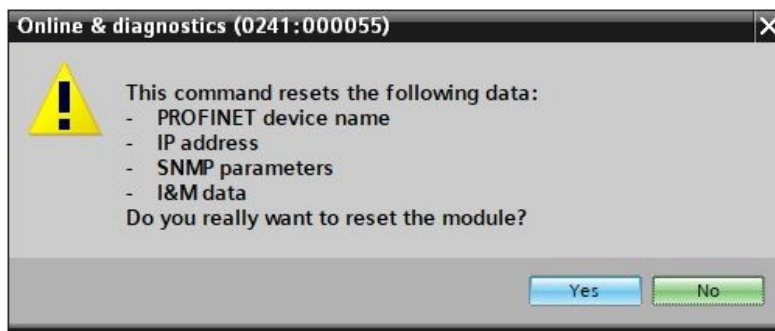 Online & diagnostics (0241:000055)
This command resets the following data:
- PROFINET device name
- IP address
- SNMP parameters
- I&M data
Do you really want to reset the module?
Yes No